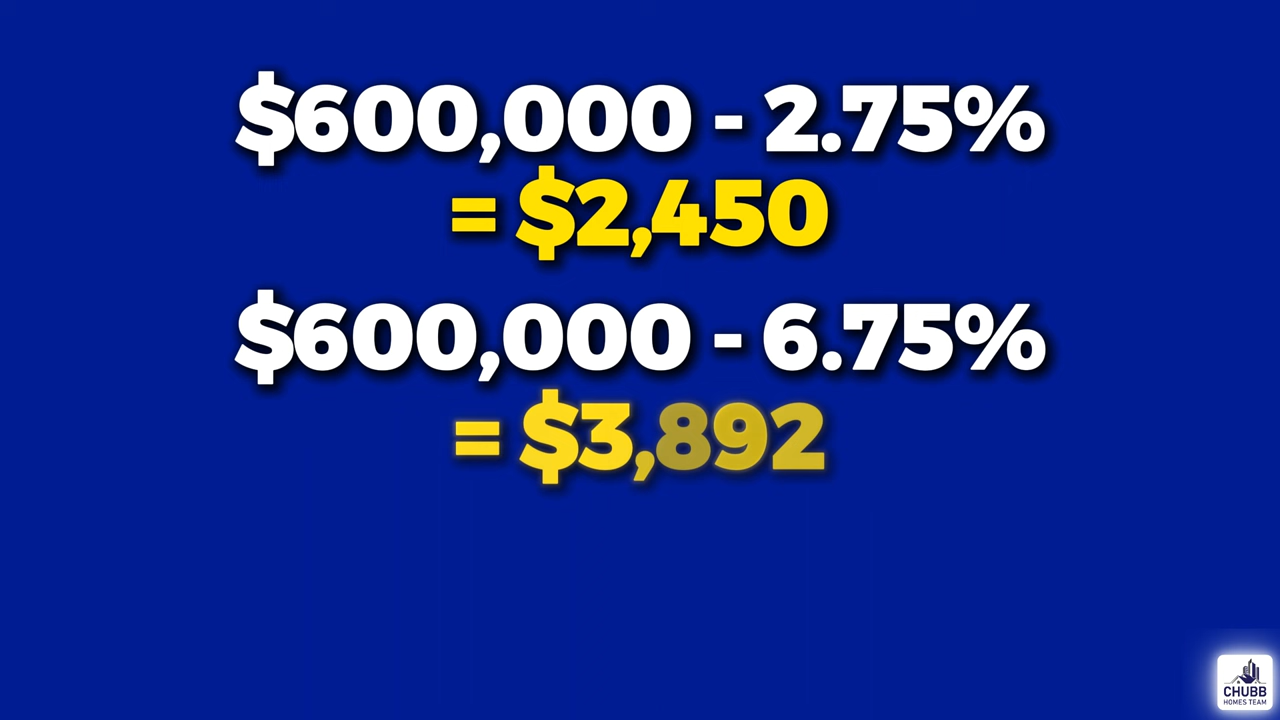 $600,000 - 2.75%
= $2,450
$600,000 - 6.75%
= $3,892
CHUBB
HOMES TEAM